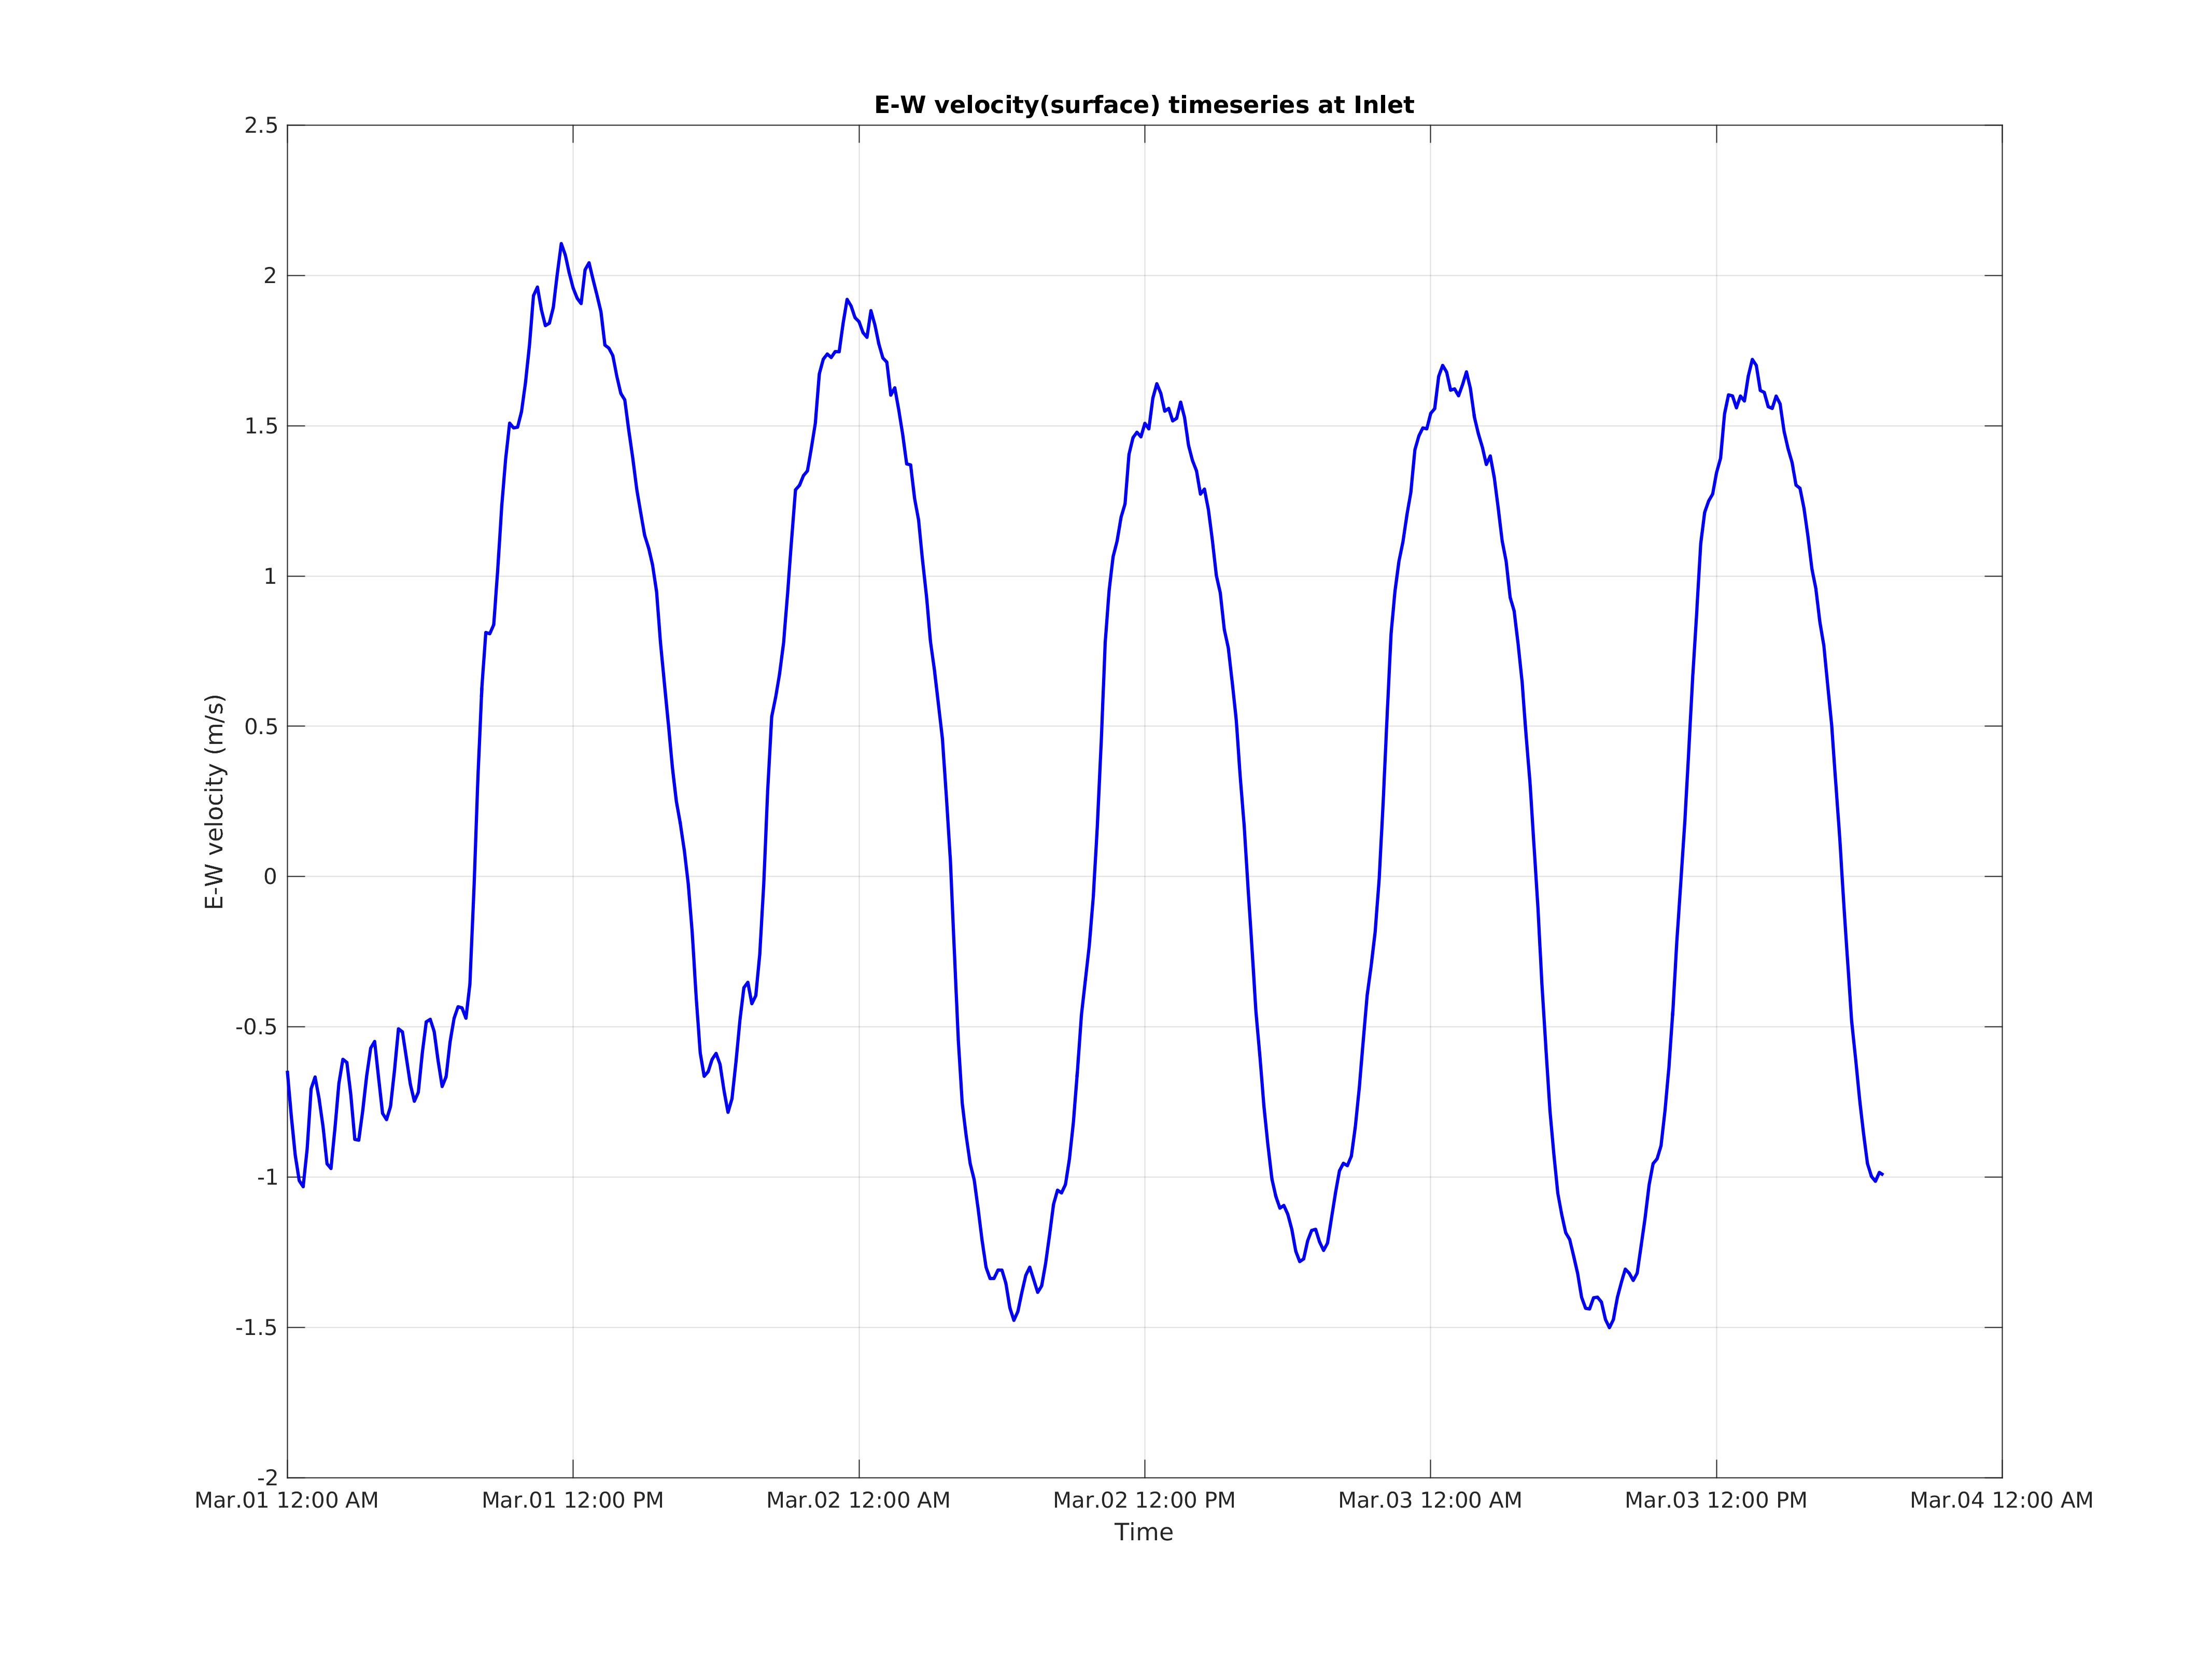 E-W velocity(surface) timeseries at Inlet
2.5
2
1.5
1
0.5
0
-0.5
-1
-1.5
-2
E-W velocity (m/s)
Mar.01 12:00 AM
Mar.01 12:00 PM
Mar.02 12:00 AM
Mar.02 12:00 PM
Mar.03 12:00 AM
Mar.03 12:00 PM
Mar.04 12:00 AM
Time